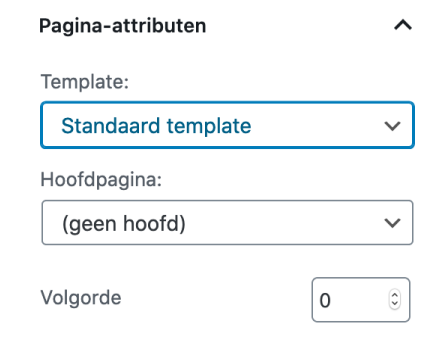 Pagina-attributen
Template:
Standaard template
Hoofdpagina:
(geen hoofd)
Volgorde 0